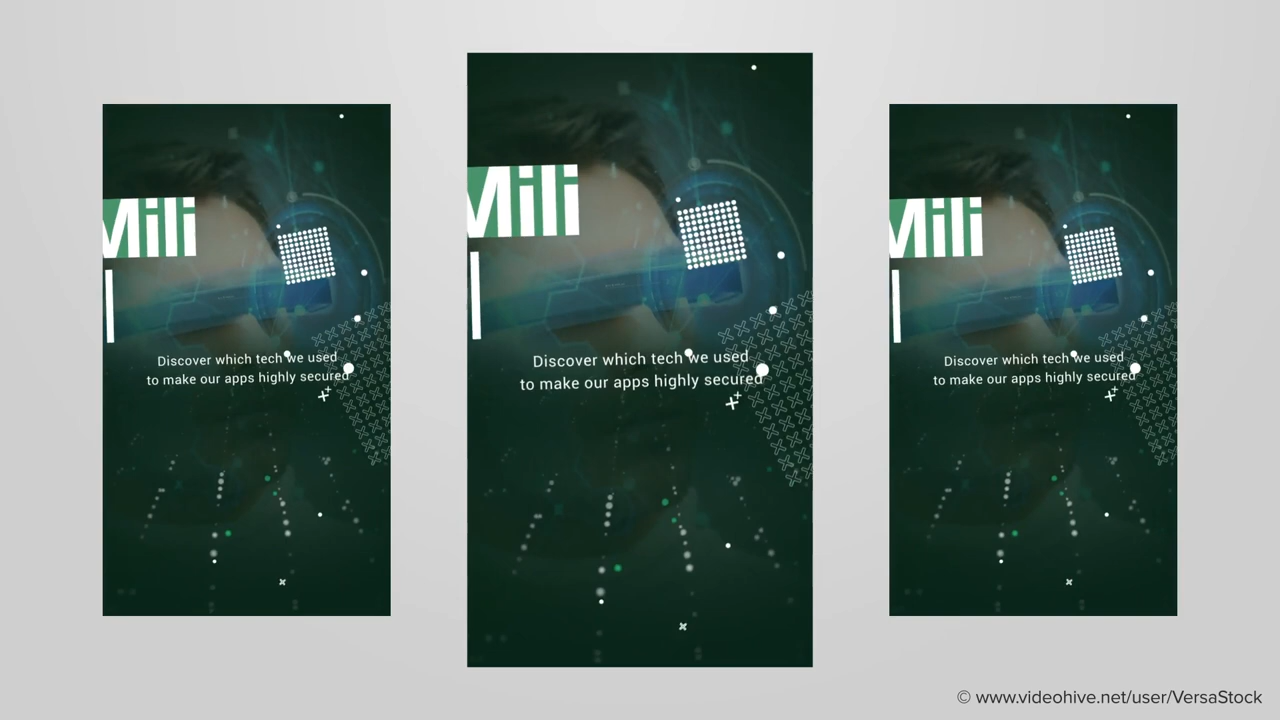 Mili
Discover which tech we used
to make our apps highly secured
Mili
Discover which tech we used
to make our apps highly secured
Mili
Discover which tech we used
to make our apps highly secured
© www.videohive.net/user/VersaStock